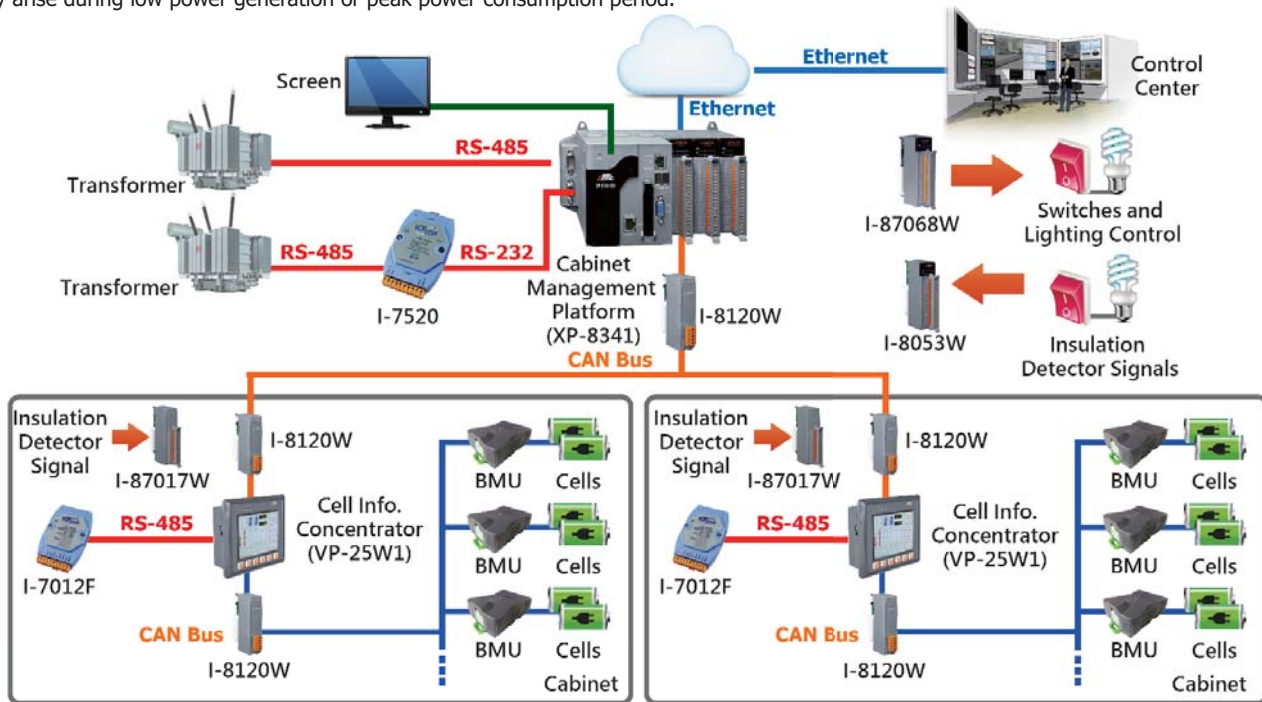 y arise during low power generation or peak power consumption period.
Ethernet
Control
Center
Screen
Ethernet
RS-485
Transformer
I-87068W
Switches and
Lighting Control
RS-485
RS-232
Transformer
I-7520
Cabinet
Management
Platform
(XP-8341)
I-8120W
I-8053W
Insulation
Detector Signals
CAN Bus
Insulation
Detector
Signal
I-87017W
I-8120W
BMU
Cells
Cell Info.
Concentrator
(VP-25W1)
RS-485
I-7012F
BMU
Cells
CAN Bus
I-8120W
BMU
Cells
Cabinet
Insulation
Detector
Signal
I-87017W
I-8120W
BMU
Cells
Cell Info.
Concentrator
(VP-25W1)
RS-485
I-7012F
BMU
Cells
CAN Bus
I-8120W
BMU
Cells
Cabinet